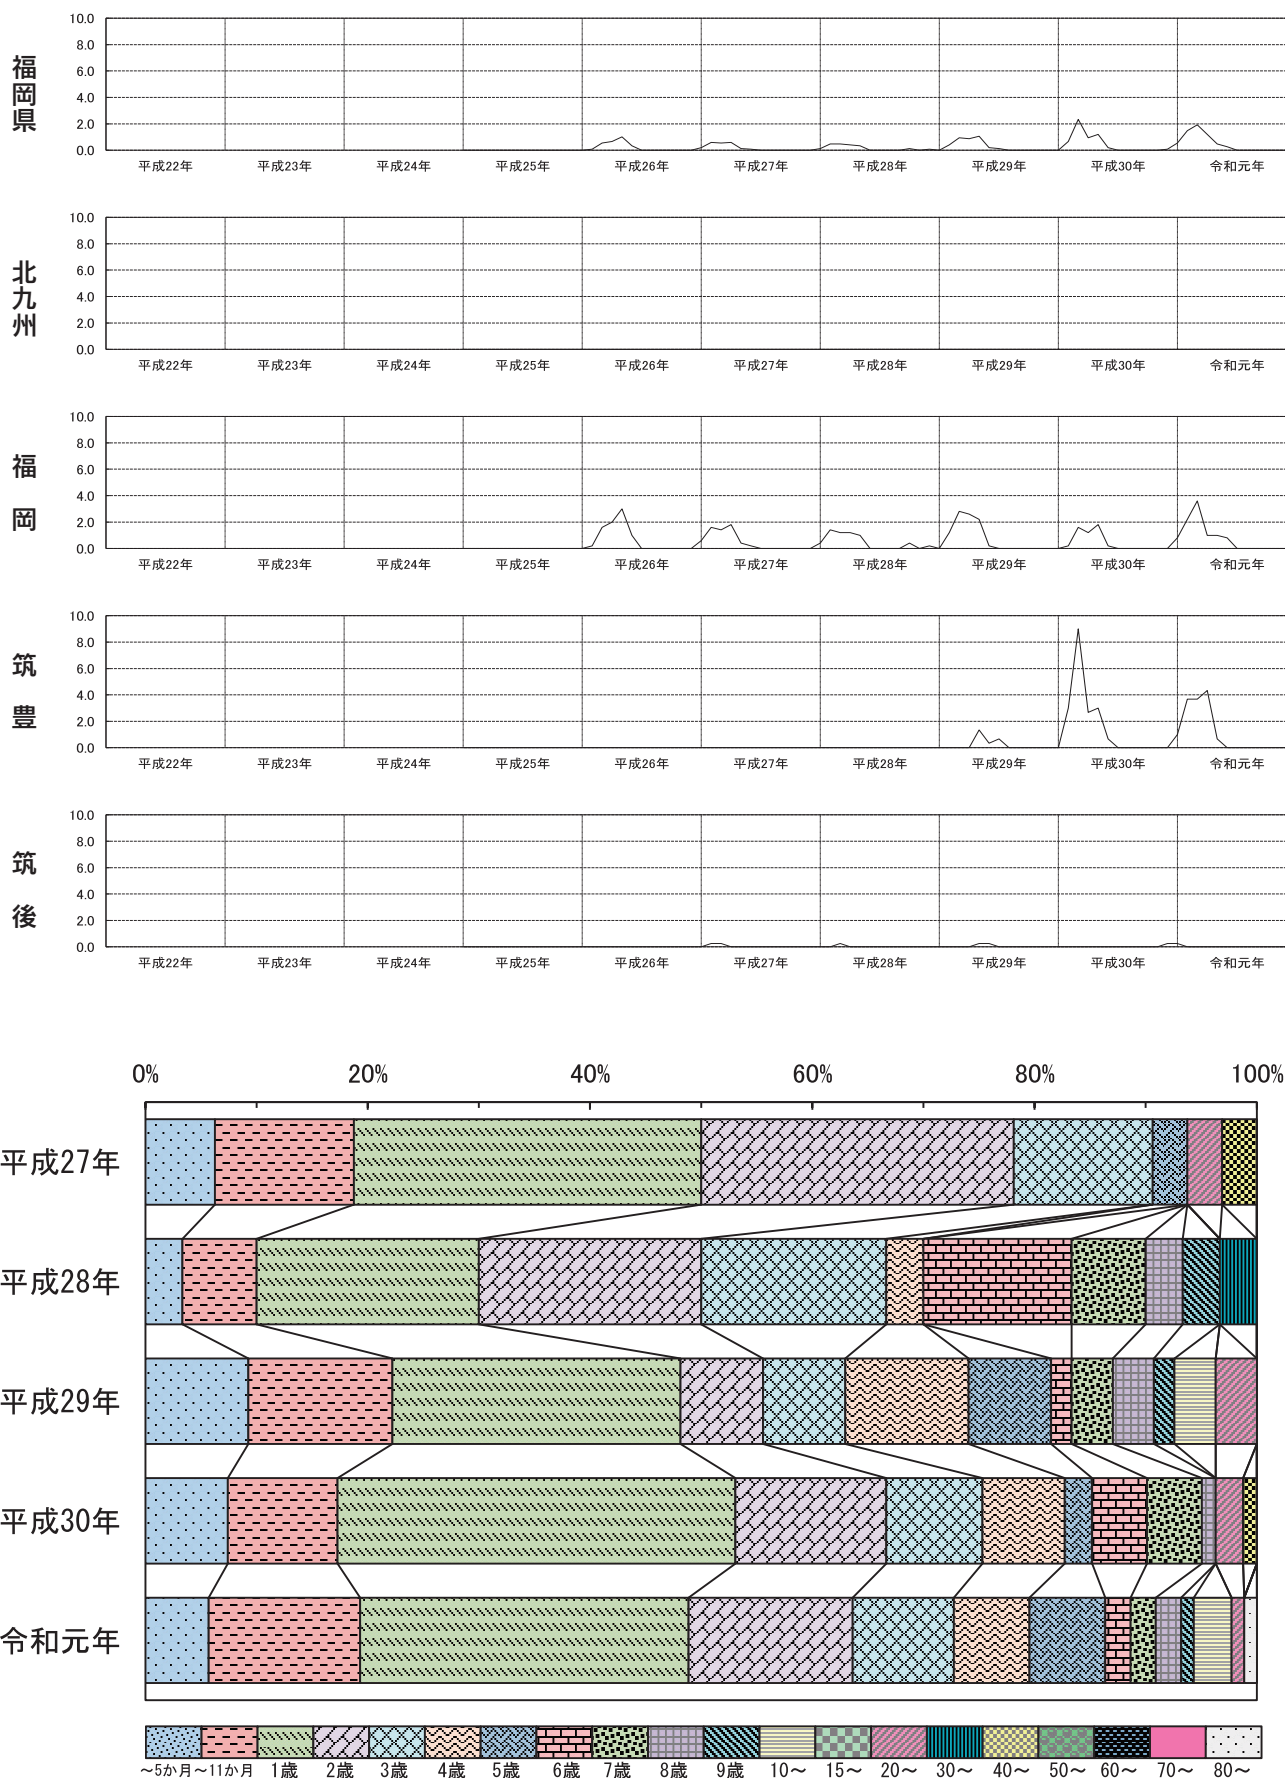 福岡県
10.0
8.0
6.0
4.0
2.0
0.0
平成22年 平成23年 平成24年 平成25年 平成26年 平成27年 平成28年 平成29年 平成30年 令和元年
北九州
10.0
8.0
6.0
4.0
2.0
0.0
平成22年 平成23年 平成24年 平成25年 平成26年 平成27年 平成28年 平成29年 平成30年 令和元年
福岡
10.0
8.0
6.0
4.0
2.0
0.0
平成22年 平成23年 平成24年 平成25年 平成26年 平成27年 平成28年 平成29年 平成30年 令和元年
筑豊
10.0
8.0
6.0
4.0
2.0
0.0
平成22年 平成23年 平成24年 平成25年 平成26年 平成27年 平成28年 平成29年 平成30年 令和元年
筑後
10.0
8.0
6.0
4.0
2.0
0.0
平成22年 平成23年 平成24年 平成25年 平成26年 平成27年 平成28年 平成29年 平成30年 令和元年
0% 20% 40% 60% 80% 100%
平成27年
平成28年
平成29年
平成30年
令和元年
～5か月 ～11か月 1歳 2歳 3歳 4歳 5歳 6歳 7歳 8歳 9歳 10～ 15～ 20～ 30～ 40～ 50～ 60～ 70～ 80～